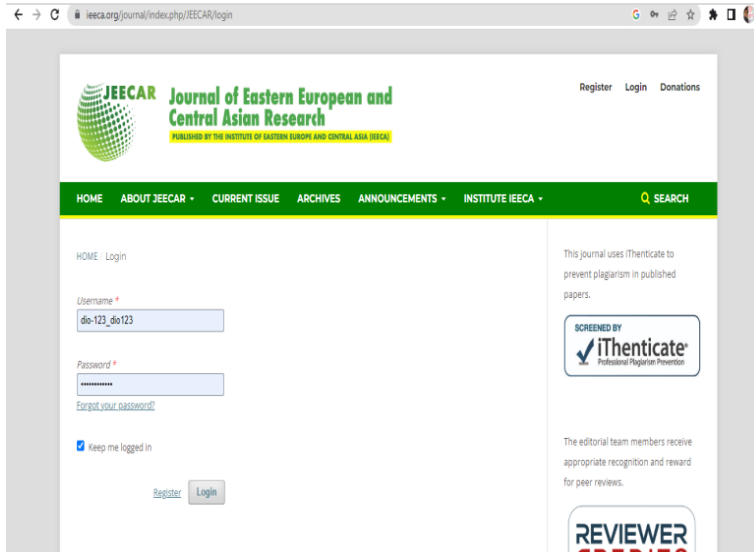 ieeca.org/journal/index.php/JEECAR/login
JEECAR
Journal of Eastern European and
Central Asian Research
PUBLISHED BY THE INSTITUTE OF EASTERN EUROPE AND CENTRAL ASIA (IEECA)
Register Login Donations
HOME ABOUT JEECAR CURRENT ISSUE ARCHIVES ANNOUNCEMENTS INSTITUTE IEECA SEARCH
HOME / Login
Username *
dio-123_dio123
Password *
••••••••••••
Forgot your password?
Keep me logged in
Register Login
This journal uses iThenticate to
prevent plagiarism in published
papers.
SCREENED BY
iThenticate®
Professional Plagiarism Prevention
The editorial team members receive
appropriate recognition and reward
for peer reviews.
REVIEWER
CREDITS